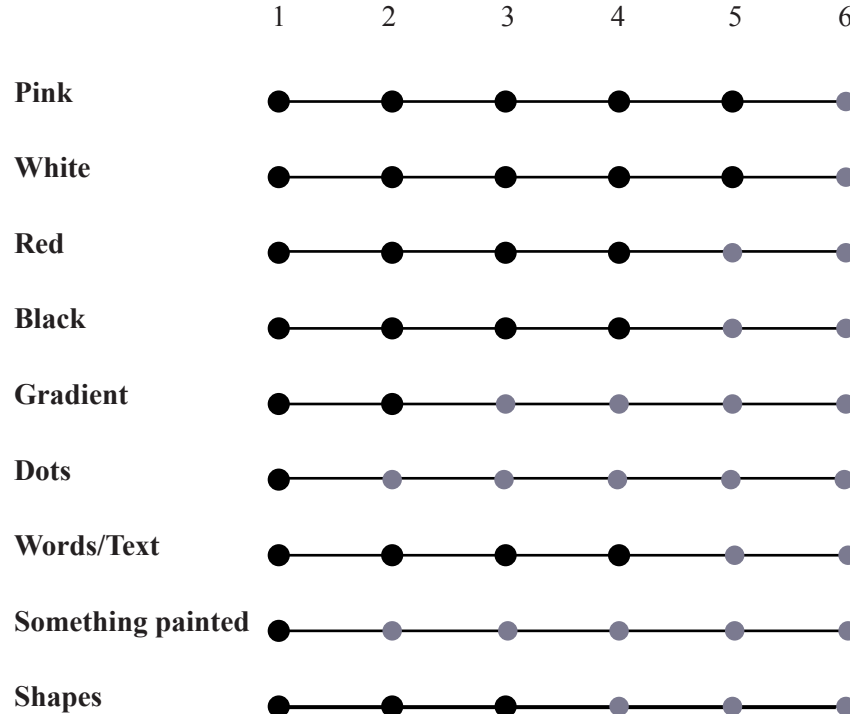 1 2 3 4 5 6
Pink
White
Red
Black
Gradient
Dots
Words/Text
Something painted
Shapes